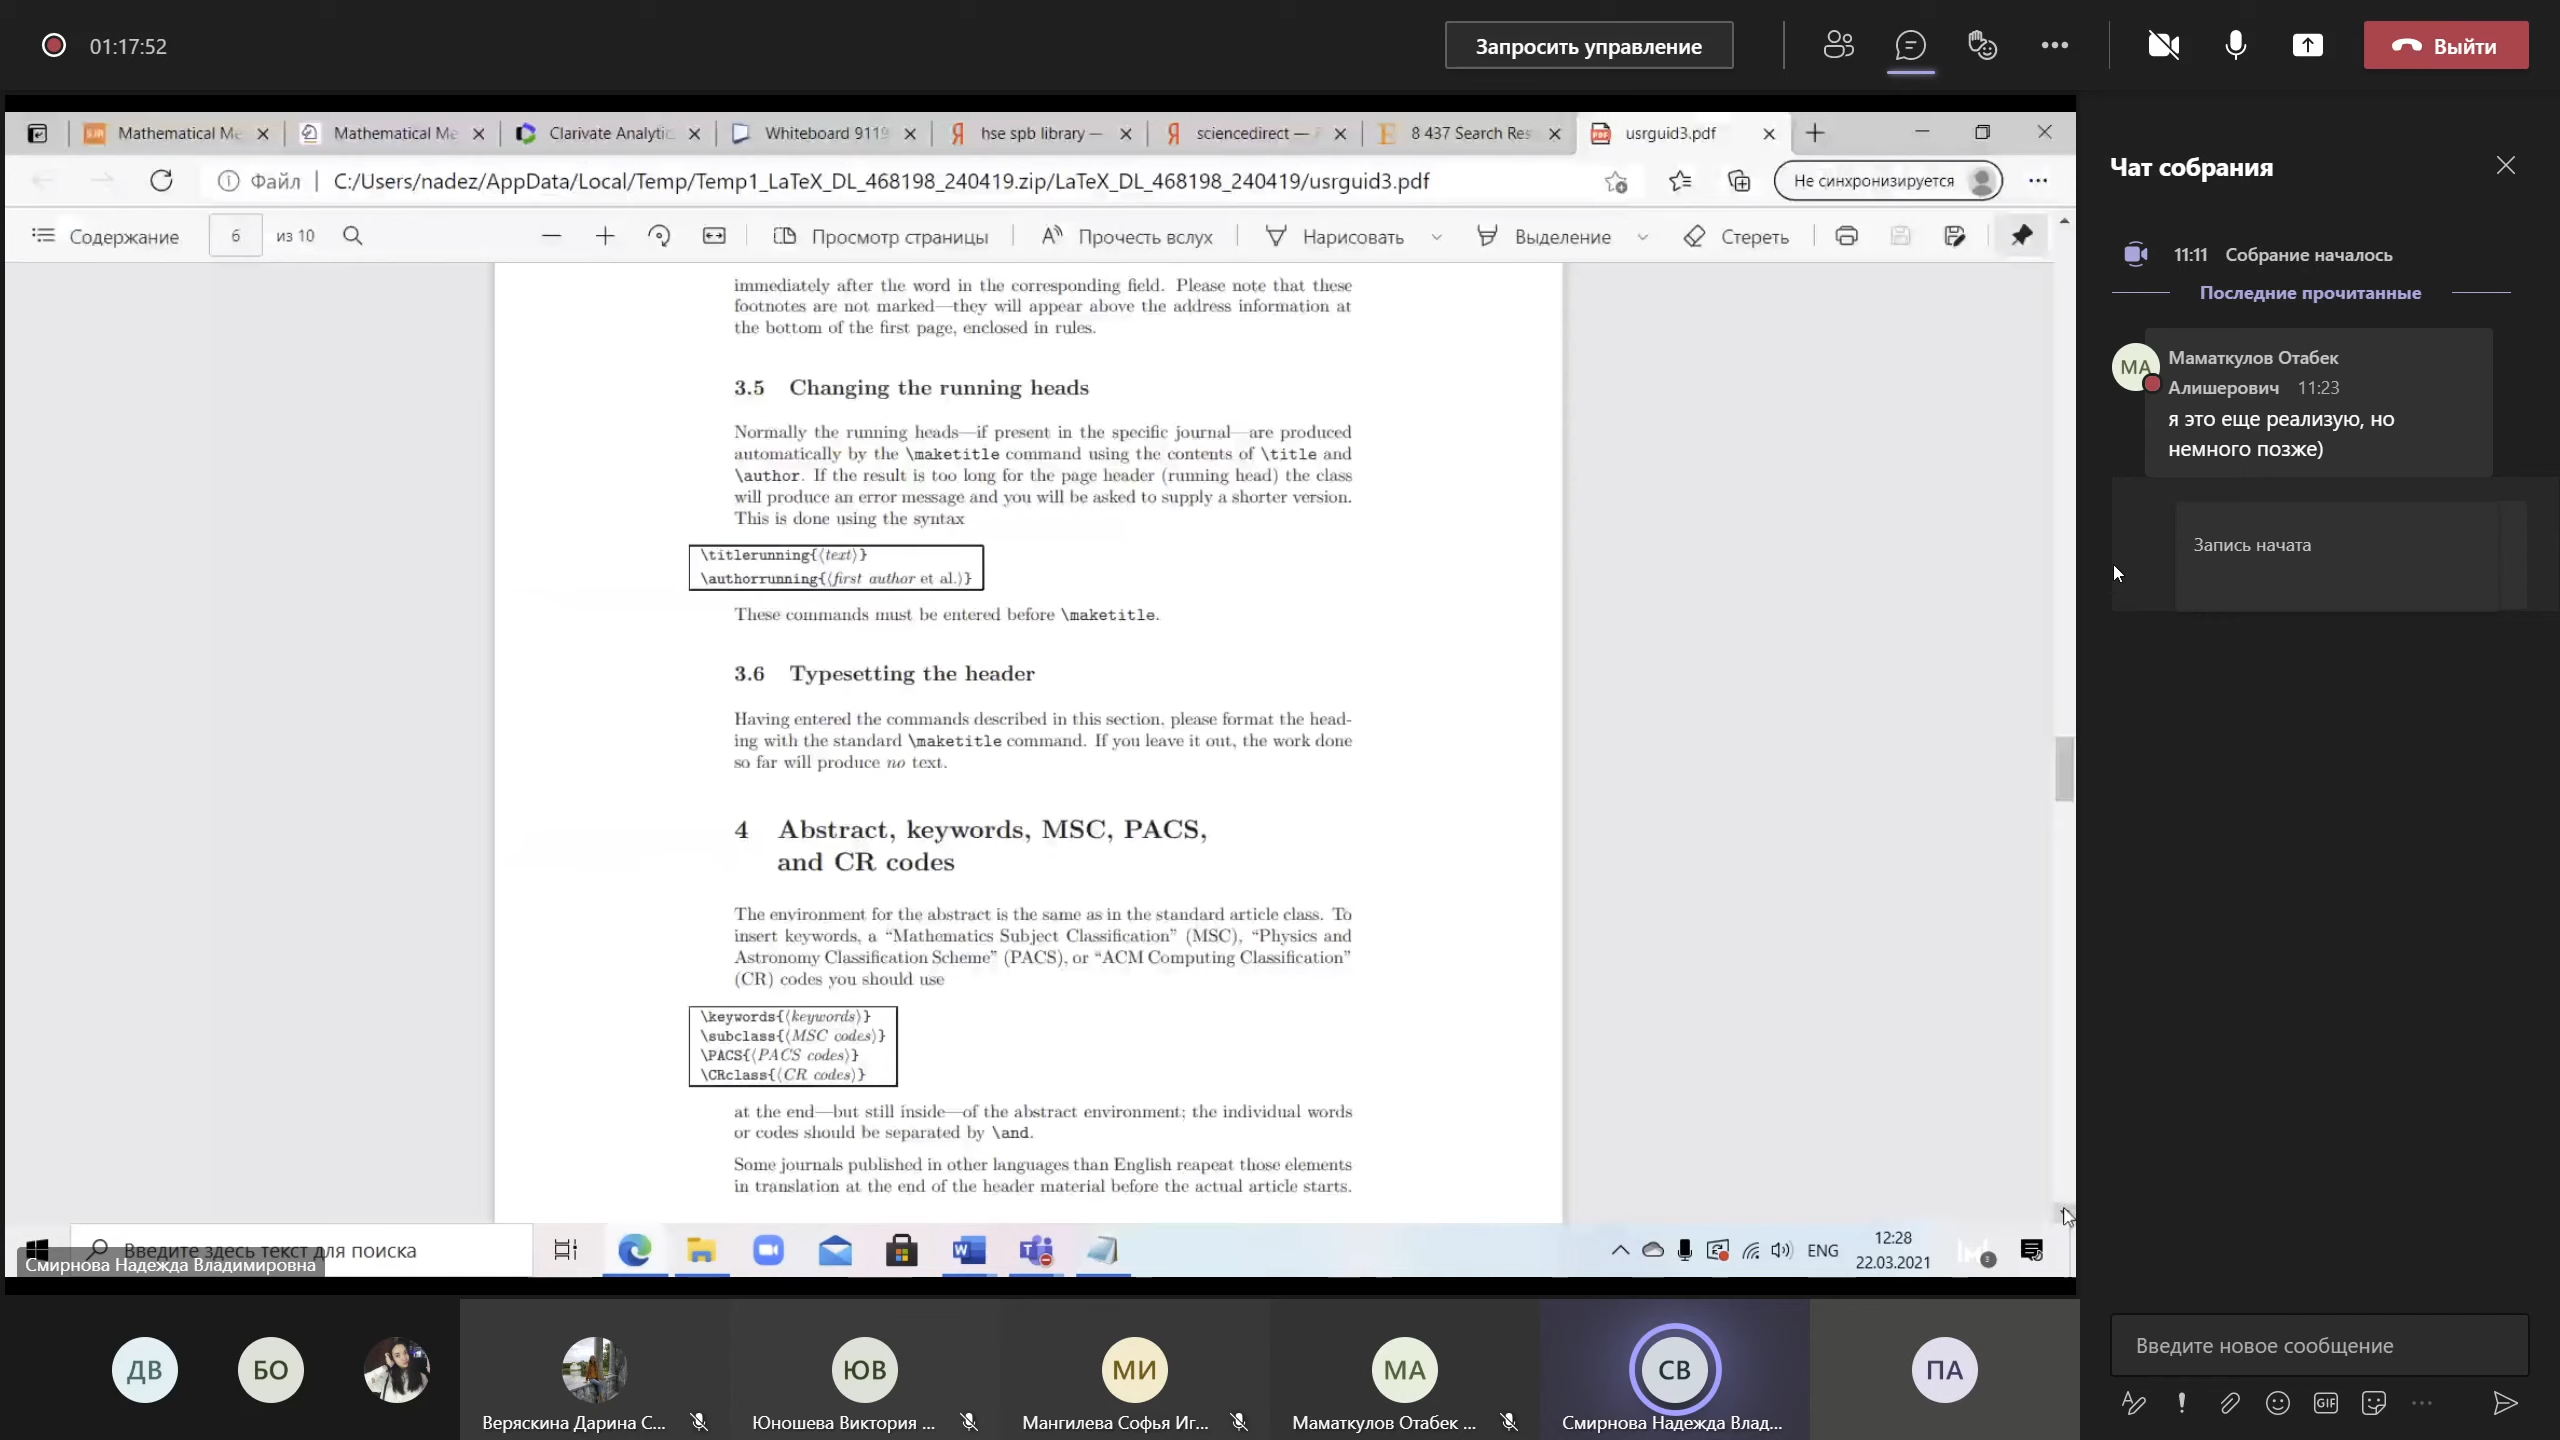 01:17:52
Запросить управление
Выйти
Mathematical Me
Mathematical Me
Clarivate Analytic
Whiteboard 9119
hse spb library —
sciencedirect —
8 437 Search Res
usrguid3.pdf
Файл
C:/Users/nadez/AppData/Local/Temp/Temp1_LaTeX_DL_468198_240419.zip/LaTeX_DL_468198_240419/usrguid3.pdf
Не синхронизируется
Содержание
6 из 10
Просмотр страницы
Прочесть вслух
Нарисовать
Выделение
Стереть
immediately after the word in the corresponding field. Please note that these
footnotes are not marked—they will appear above the address information at
the bottom of the first page, enclosed in rules.
3.5 Changing the running heads
Normally the running heads—if present in the specific journal—are produced
automatically by the \maketitle command using the contents of \title and
\author. If the result is too long for the page header (running head) the class
will produce an error message and you will be asked to supply a shorter version.
This is done using the syntax
\titlerunning{⟨text⟩}
\authorrunning{⟨first author et al.⟩}
These commands must be entered before \maketitle.
3.6 Typesetting the header
Having entered the commands described in this section, please format the head-
ing with the standard \maketitle command. If you leave it out, the work done
so far will produce no text.
4 Abstract, keywords, MSC, PACS,
and CR codes
The environment for the abstract is the same as in the standard article class. To
insert keywords, a “Mathematics Subject Classification” (MSC), “Physics and
Astronomy Classification Scheme” (PACS), or “ACM Computing Classification”
(CR) codes you should use
\keywords{⟨keywords⟩}
\subclass{⟨MSC codes⟩}
\PACS{⟨PACS codes⟩}
\CRclass{⟨CR codes⟩}
at the end—but still inside—of the abstract environment; the individual words
or codes should be separated by \and.
Some journals published in other languages than English reapeat those elements
in translation at the end of the header material before the actual article starts.
Введите здесь текст для поиска
Смирнова Надежда Владимировна
ENG
12:28
22.03.2021
Чат собрания
11:11 Собрание началось
Последние прочитанные
МА
Маматкулов Отабек
Алишерович 11:23
я это еще реализую, но
немного позже)
Запись начата
Введите новое сообщение
GIF
ДВ
БО
ЮВ
МИ
МА
СВ
ПА
Веряскина Дарина С...
Юношева Виктория ...
Мангилева Софья Иг...
Маматкулов Отабек ...
Смирнова Надежда Влад...